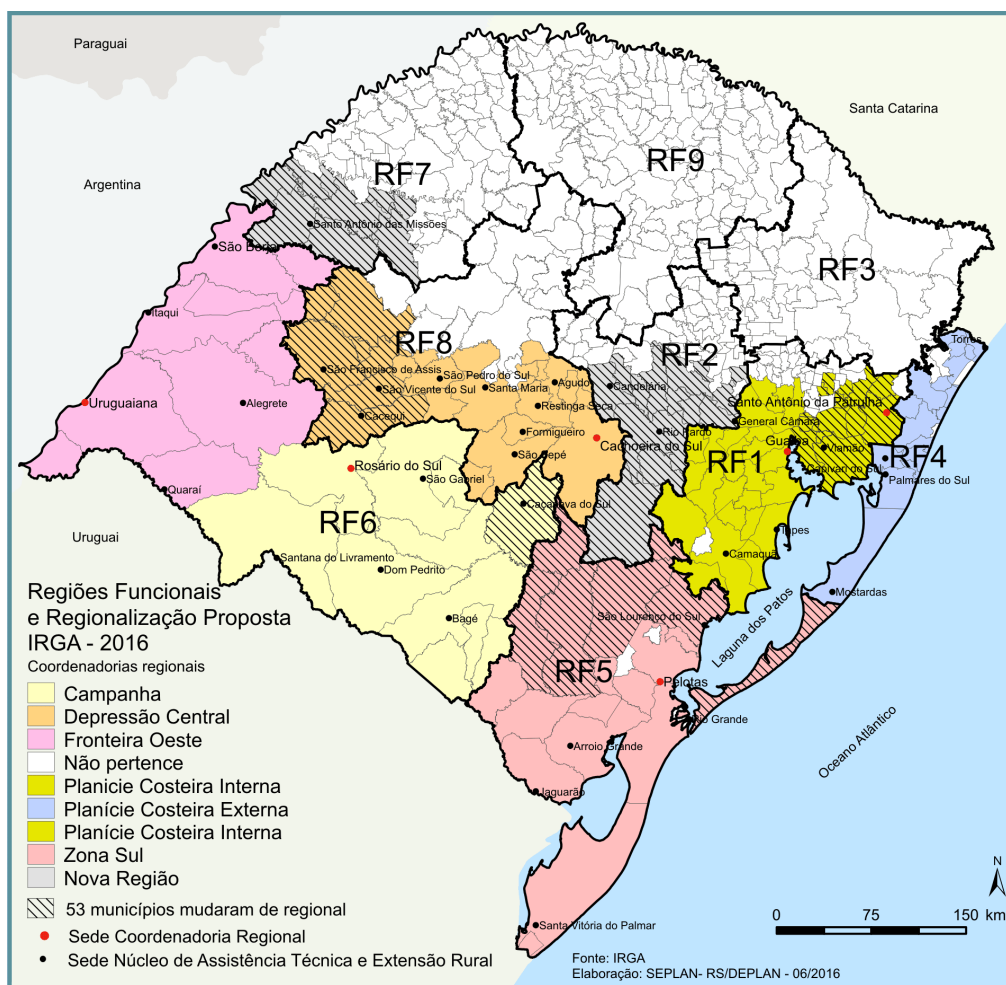 Paraguai
Santa Catarina
Argentina
RF7
RF9
Santo Antônio das Missões
São Borja
RF3
Itaqui
RF8
RF2
Torres
São Francisco de Assis
São Pedro do Sul
São Vicente do Sul
Santa Maria
Agudo
Candelária
Uruguaiana
Alegrete
Cacequi
Restinga Seca
Santo Antônio da Patrulha
General Câmara
Formigueiro
Cachoeira do Sul
Rio Pardo
Guaíba
Viamão
São Sepé
RF1
RF4
Rosário do Sul
Capivari do Sul
São Gabriel
Palmares do Sul
Quaraí
Caçapava do Sul
RF6
Tapes
Uruguai
Santana do Livramento
Camaquã
Dom Pedrito
Mostardas
Bagé
São Lourenço do Sul
Laguna dos Patos
RF5
Pelotas
Rio Grande
Arroio Grande
Oceano Atlântico
Jaguarão
Santa Vitória do Palmar
Regiões Funcionais
e Regionalização Proposta
IRGA - 2016
Coordenadorias regionais
Campanha
Depressão Central
Fronteira Oeste
Não pertence
Planicie Costeira Interna
Planície Costeira Externa
Planície Costeira Interna
Zona Sul
Nova Região
53 municípios mudaram de regional
Sede Coordenadoria Regional
Sede Núcleo de Assistência Técnica e Extensão Rural
N
0 75 150 km
Fonte: IRGA
Elaboração: SEPLAN- RS/DEPLAN - 06/2016